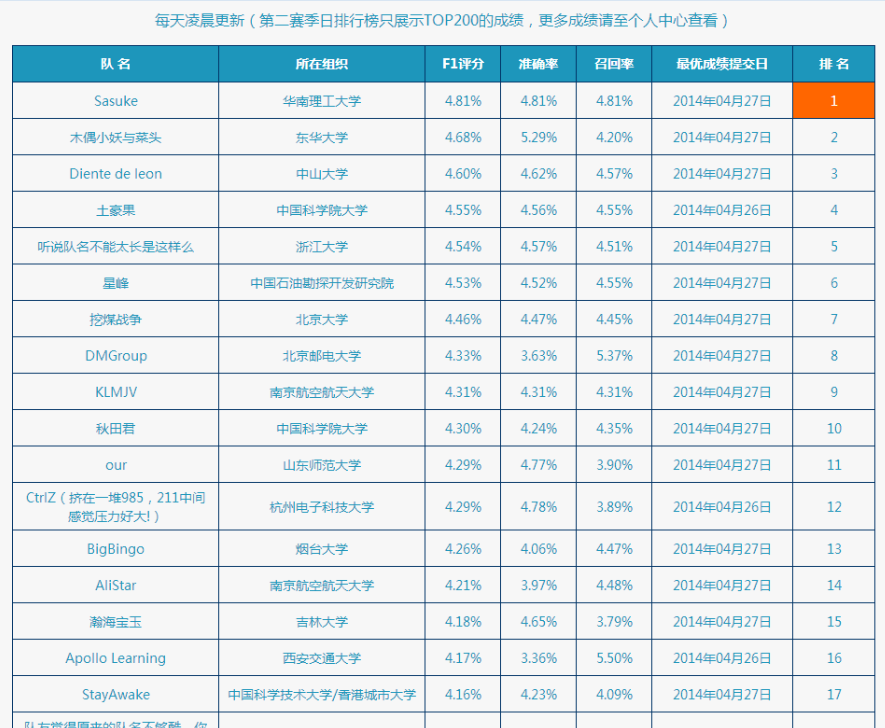 每天凌晨更新（第二赛季日排行榜只展示TOP200的成绩，更多成绩请至个人中心查看）
队 名 所在组织 F1评分 准确率 召回率 最优成绩提交日 排 名
Sasuke 华南理工大学 4.81% 4.81% 4.81% 2014年04月27日 1
木偶小妖与菜头 东华大学 4.68% 5.29% 4.20% 2014年04月27日 2
Diente de leon 中山大学 4.60% 4.62% 4.57% 2014年04月27日 3
土豪果 中国科学院大学 4.55% 4.56% 4.55% 2014年04月26日 4
听说队名不能太长是这样么 浙江大学 4.54% 4.57% 4.51% 2014年04月27日 5
星峰 中国石油勘探开发研究院 4.53% 4.52% 4.55% 2014年04月27日 6
挖煤战争 北京大学 4.46% 4.47% 4.45% 2014年04月27日 7
DMGroup 北京邮电大学 4.33% 3.63% 5.37% 2014年04月27日 8
KLMJV 南京航空航天大学 4.31% 4.31% 4.31% 2014年04月27日 9
秋田君 中国科学院大学 4.30% 4.24% 4.35% 2014年04月27日 10
our 山东师范大学 4.29% 4.77% 3.90% 2014年04月27日 11
CtrlZ（挤在一堆985，211中间
感觉压力好大!） 杭州电子科技大学 4.29% 4.78% 3.89% 2014年04月26日 12
BigBingo 烟台大学 4.26% 4.06% 4.47% 2014年04月27日 13
AliStar 南京航空航天大学 4.21% 3.97% 4.48% 2014年04月27日 14
瀚海宝玉 吉林大学 4.18% 4.65% 3.79% 2014年04月27日 15
Apollo Learning 西安交通大学 4.17% 3.36% 5.50% 2014年04月26日 16
StayAwake 中国科学技术大学/香港城市大学 4.16% 4.23% 4.09% 2014年04月27日 17
队友觉得原来的队名不够酷，你